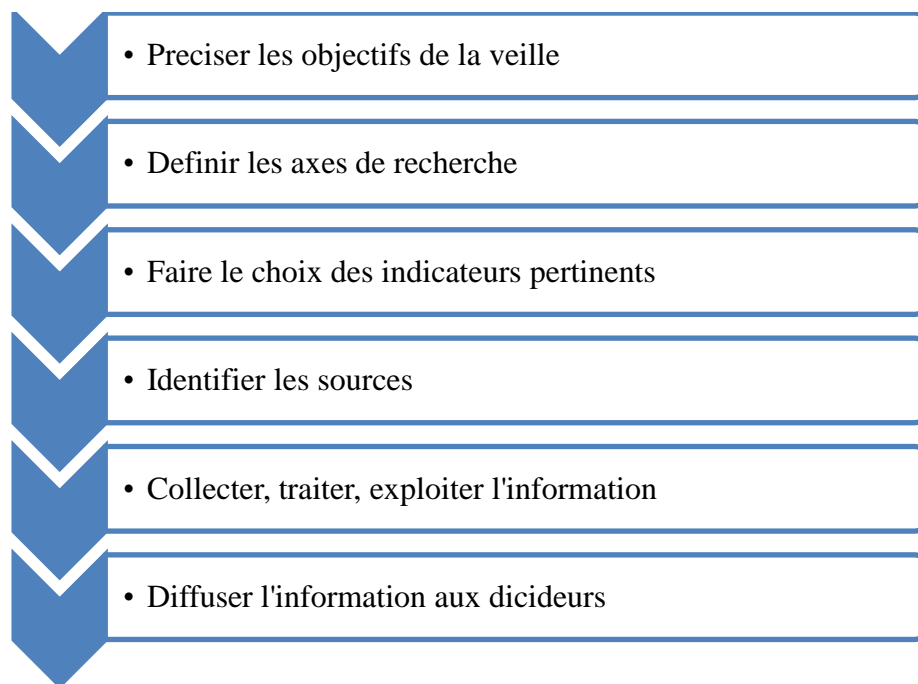 • Preciser les objectifs de la veille
• Definir les axes de recherche
• Faire le choix des indicateurs pertinents
• Identifier les sources
• Collecter, traiter, exploiter l'information
• Diffuser l'information aux dicideurs